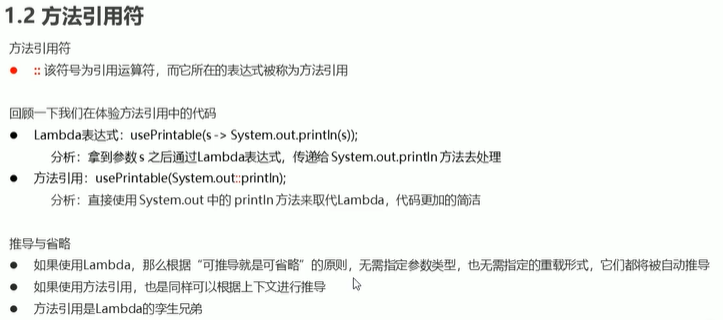 1.2 方法引用符
方法引用符
● :: 该符号为引用运算符，而它所在的表达式被称为方法引用
回顾一下我们在体验方法引用中的代码
● Lambda表达式：usePrintable(s -> System.out.println(s));
分析：拿到参数 s 之后通过Lambda表达式，传递给 System.out.println 方法去处理
● 方法引用：usePrintable(System.out::println);
分析：直接使用 System.out 中的 println 方法来取代Lambda，代码更加的简洁
推导与省略
● 如果使用Lambda，那么根据“可推导就是可省略”的原则，无需指定参数类型，也无需指定的重载形式，它们都将被自动推导
● 如果使用方法引用，也是同样可以根据上下文进行推导
● 方法引用是Lambda的孪生兄弟